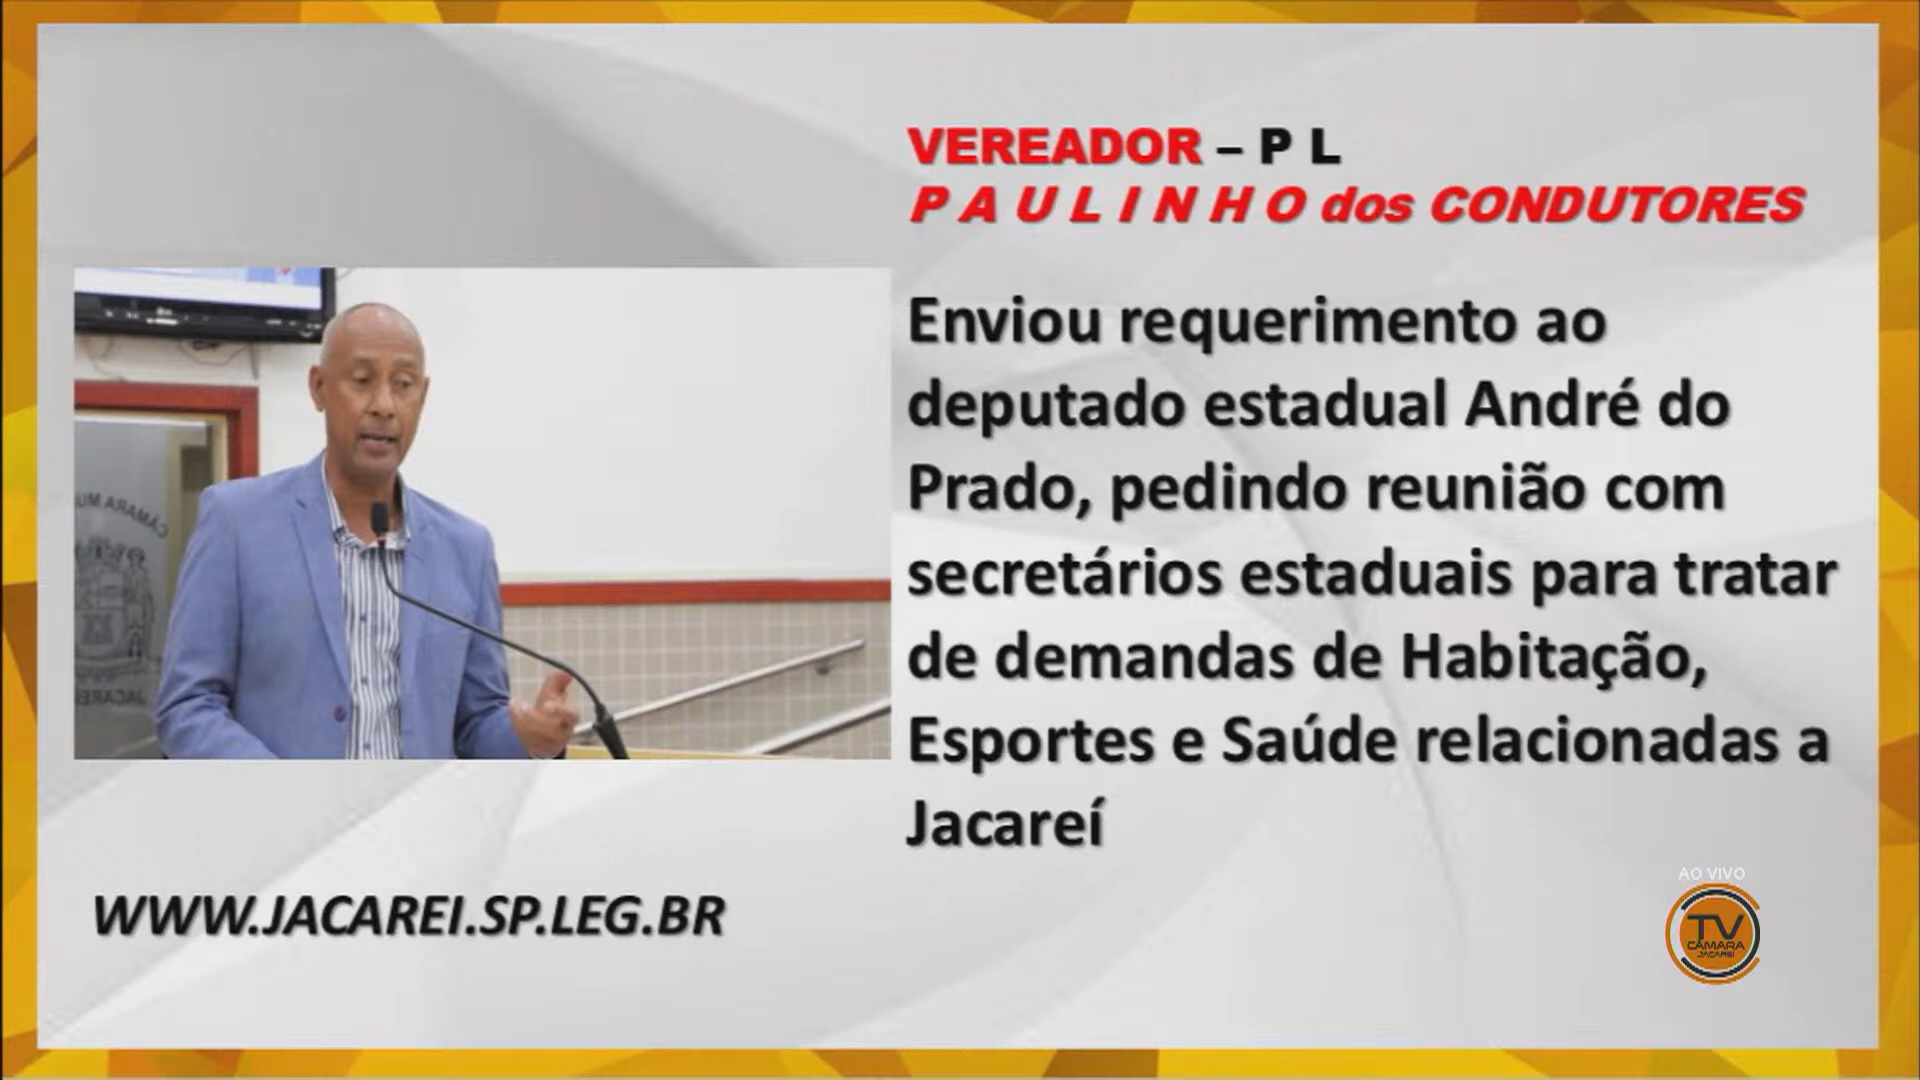 VEREADOR – P L
P A U L I N H O dos CONDUTORES
Enviou requerimento ao
deputado estadual André do
Prado, pedindo reunião com
secretários estaduais para tratar
de demandas de Habitação,
Esportes e Saúde relacionadas a
Jacareí
WWW.JACAREI.SP.LEG.BR
AO VIVO
TV
CÂMARA
JACAREÍ